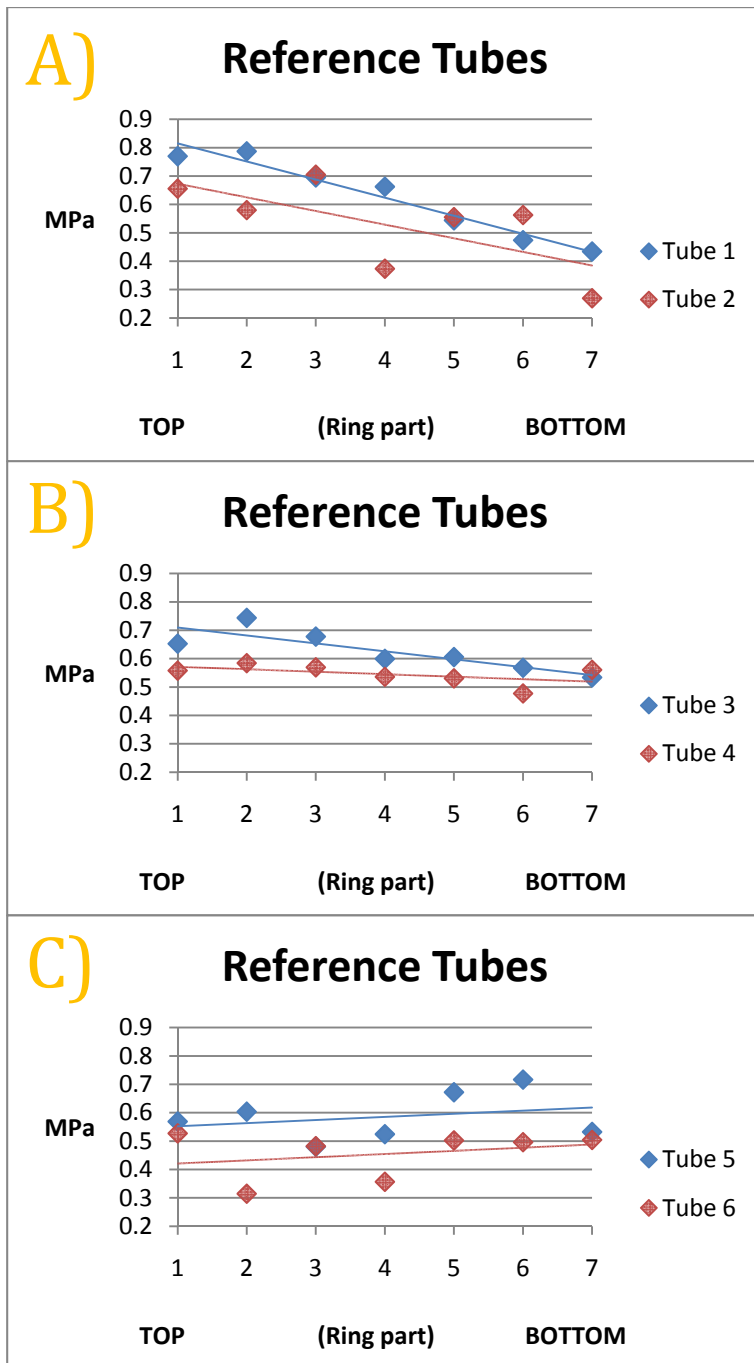 A)
Reference Tubes
0.9
0.8
0.7
0.6
0.5
0.4
0.3
0.2
MPa
1 2 3 4 5 6 7
TOP (Ring part) BOTTOM
Tube 1
Tube 2
B)
Reference Tubes
0.9
0.8
0.7
0.6
0.5
0.4
0.3
0.2
MPa
1 2 3 4 5 6 7
TOP (Ring part) BOTTOM
Tube 3
Tube 4
C)
Reference Tubes
0.9
0.8
0.7
0.6
0.5
0.4
0.3
0.2
MPa
1 2 3 4 5 6 7
TOP (Ring part) BOTTOM
Tube 5
Tube 6